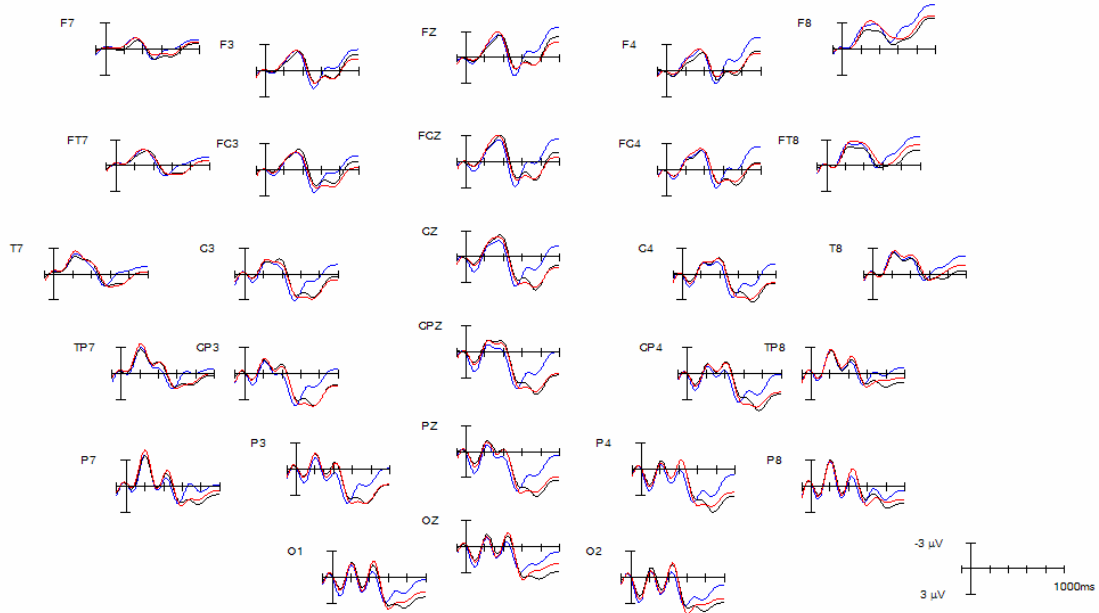 F7
F3
FZ
F4
F8
FT7
FC3
FCZ
FC4
FT8
T7
C3
CZ
C4
T8
TP7
CP3
CPZ
CP4
TP8
P7
P3
PZ
P4
P8
O1
OZ
O2
-3 µV
3 µV
1000ms